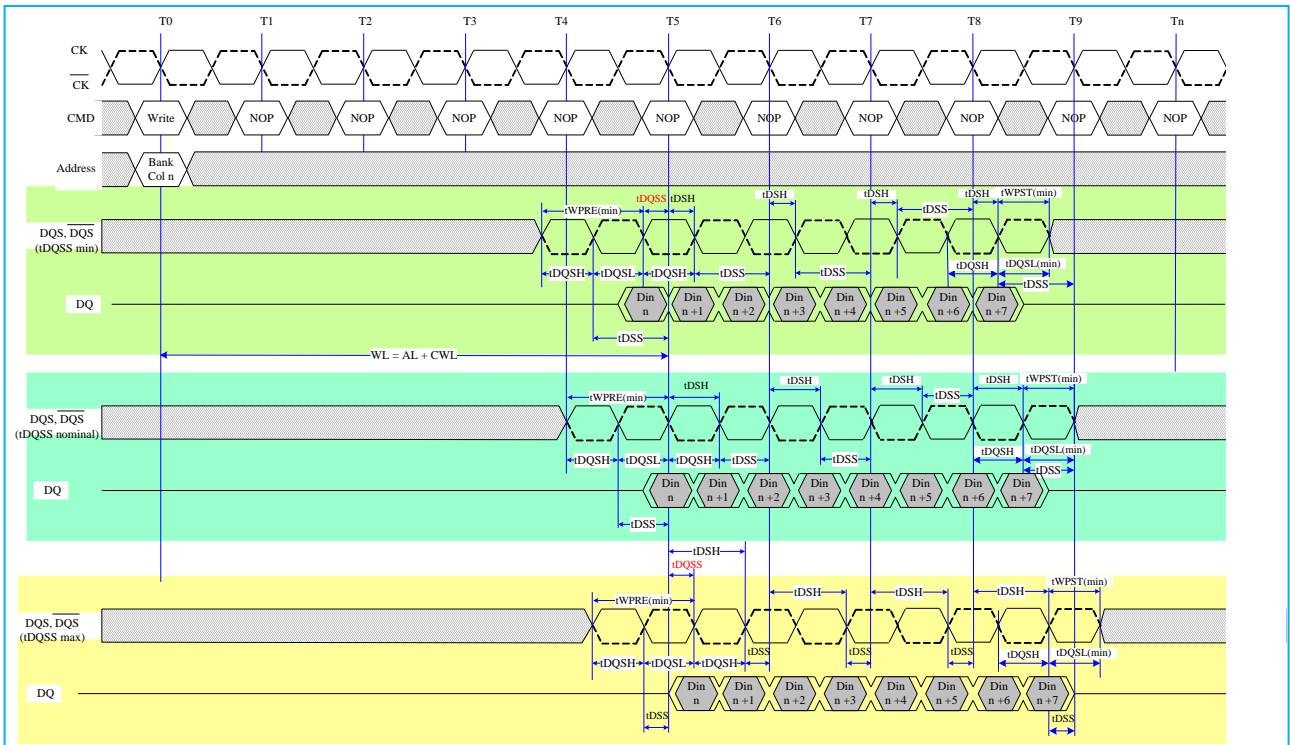 T0 T1 T2 T3 T4 T5 T6 T7 T8 T9 Tn
CK
CK
CMD Write NOP NOP NOP NOP NOP NOP NOP NOP NOP NOP
Address Bank
Col n
tDQSS tDSH tDSH tDSH tDSH tWPST(min)
tWPRE(min) tDSS
DQS, DQS
(tDQSS min)
tDQSH tDQSL tDQSH tDSS tDSS tDQSH tDQSL(min)
tDSS
DQ Din Din Din Din Din Din Din Din
n n +1 n +2 n +3 n +4 n +5 n +6 n +7
tDSS
WL = AL + CWL
tDSH tDSH tDSH tDSH tWPST(min)
tWPRE(min) tDSS
DQS, DQS
(tDQSS nominal)
tDQSH tDQSL tDQSH tDSS tDSS tDQSH tDQSL(min)
tDSS
DQ Din Din Din Din Din Din Din Din
n n +1 n +2 n +3 n +4 n +5 n +6 n +7
tDSS
tDSH
tDQSS
tWPRE(min) tDSH tDSH tDSH tWPST(min)
DQS, DQS
(tDQSS max)
tDQSH tDQSL tDQSH tDSS tDSS tDSS tDQSH tDQSL(min)
DQ Din Din Din Din Din Din Din Din
n n +1 n +2 n +3 n +4 n +5 n +6 n +7
tDSS tDSS